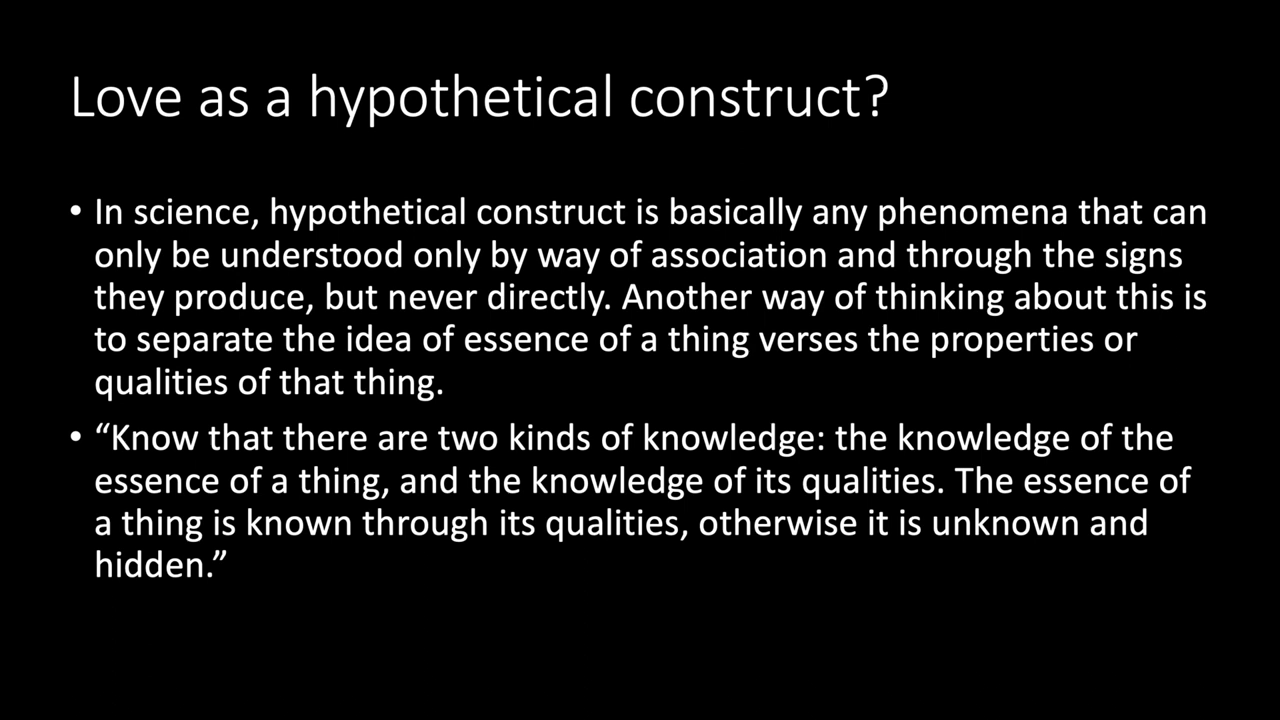 Love as a hypothetical construct?
• In science, hypothetical construct is basically any phenomena that can
only be understood only by way of association and through the signs
they produce, but never directly. Another way of thinking about this is
to separate the idea of essence of a thing verses the properties or
qualities of that thing.
• “Know that there are two kinds of knowledge: the knowledge of the
essence of a thing, and the knowledge of its qualities. The essence of
a thing is known through its qualities, otherwise it is unknown and
hidden.”